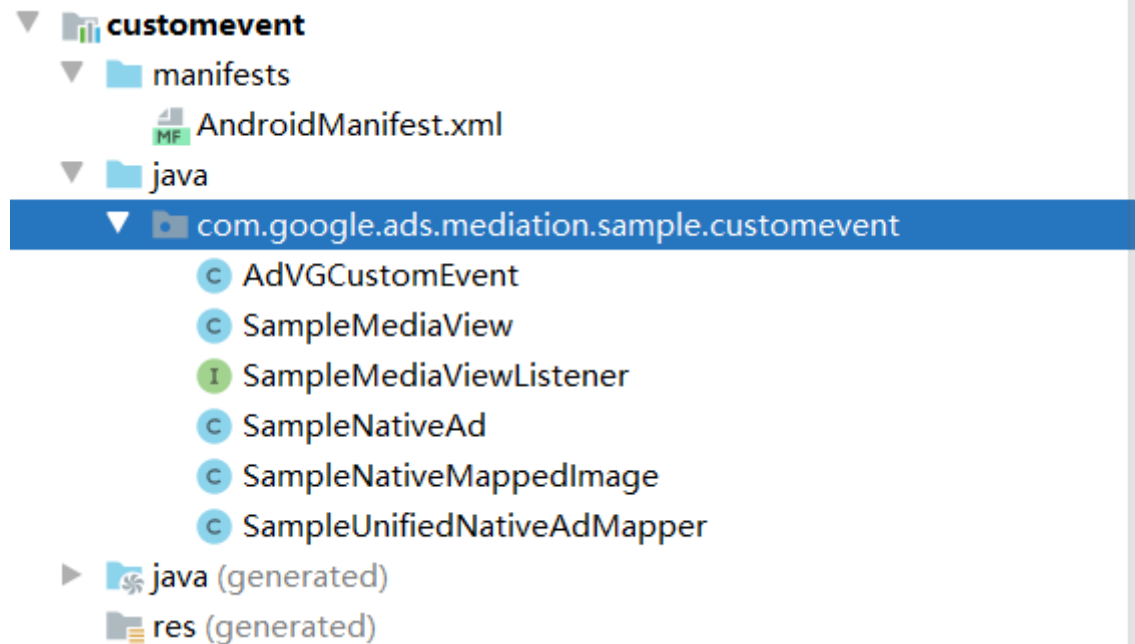 customevent
manifests
MF AndroidManifest.xml
java
com.google.ads.mediation.sample.customevent
C AdVGCustomEvent
C SampleMediaView
I SampleMediaViewListener
C SampleNativeAd
C SampleNativeMappedImage
C SampleUnifiedNativeAdMapper
java (generated)
res (generated)